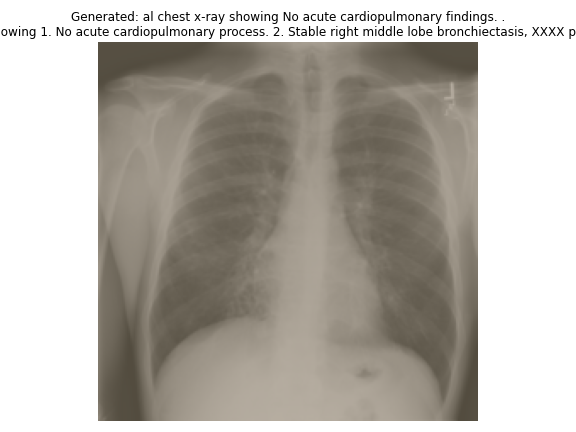 Generated: al chest x-ray showing No acute cardiopulmonary findings. .
owing 1. No acute cardiopulmonary process. 2. Stable right middle lobe bronchiectasis, XXXX p
L